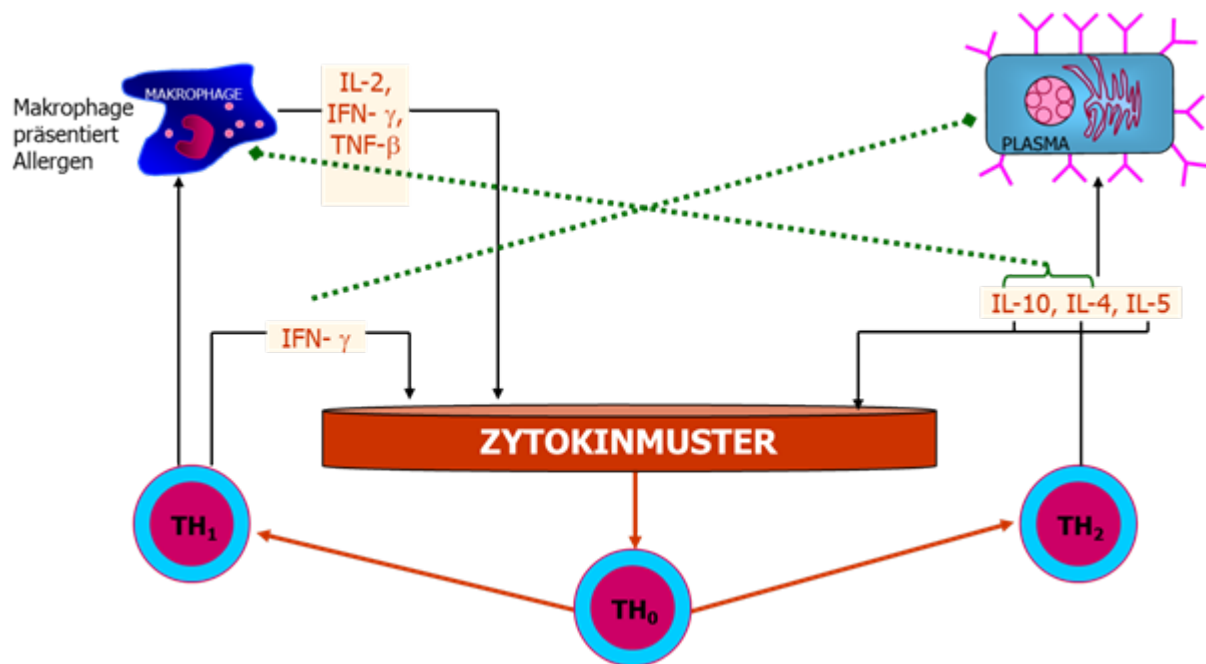 MAKROPHAGE
Makrophage
präsentiert
Allergen
IL-2,
IFN- γ,
TNF-β
PLASMA
IL-10, IL-4, IL-5
IFN- γ
ZYTOKINMUSTER
TH₁
TH₂
TH₀